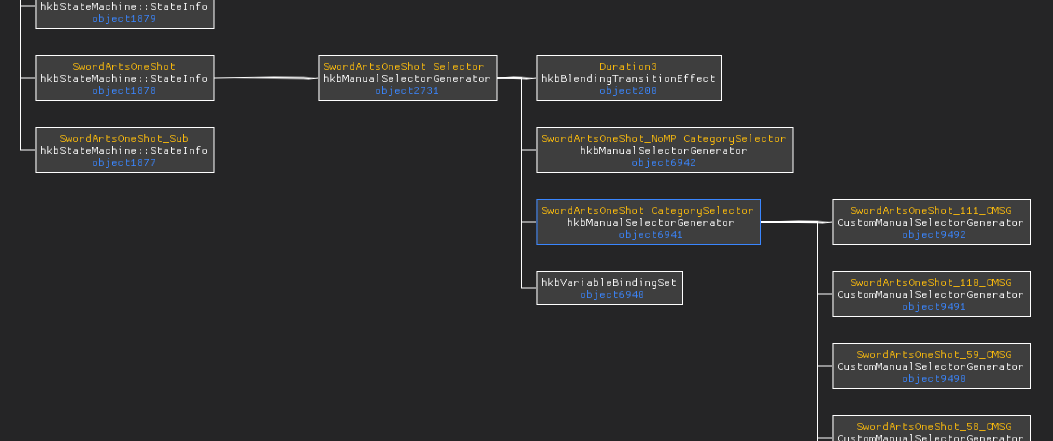 hkbStateMachine::StateInfo
object1879
SwordArtsOneShot
hkbStateMachine::StateInfo
object1878
SwordArtsOneShot Selector
hkbManualSelectorGenerator
object2731
Duration3
hkbBlendingTransitionEffect
object208
SwordArtsOneShot_Sub
hkbStateMachine::StateInfo
object1877
SwordArtsOneShot_NoMP CategorySelector
hkbManualSelectorGenerator
object6942
SwordArtsOneShot CategorySelector
hkbManualSelectorGenerator
object6941
SwordArtsOneShot_111_CMSG
CustomManualSelectorGenerator
object9492
hkbVariableBindingSet
object6940
SwordArtsOneShot_110_CMSG
CustomManualSelectorGenerator
object9491
SwordArtsOneShot_59_CMSG
CustomManualSelectorGenerator
object9490
SwordArtsOneShot_58_CMSG
CustomManualSelectorGenerator